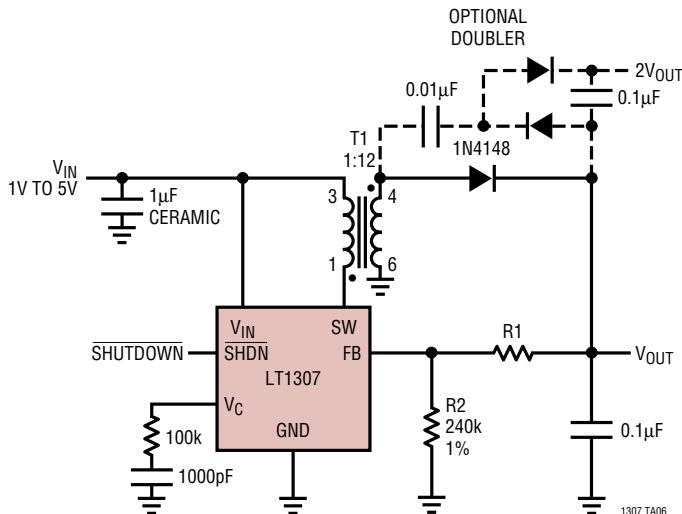 OPTIONAL
DOUBLER
2VOUT
0.01µF
0.1µF
T1
1:12
1N4148
VIN
1V TO 5V
1µF
CERAMIC
3
4
1
6
VIN
SW
SHUTDOWN
SHDN
FB
R1
VOUT
LT1307
VC
R2
240k
1%
100k
GND
0.1µF
1000pF
1307 TA06